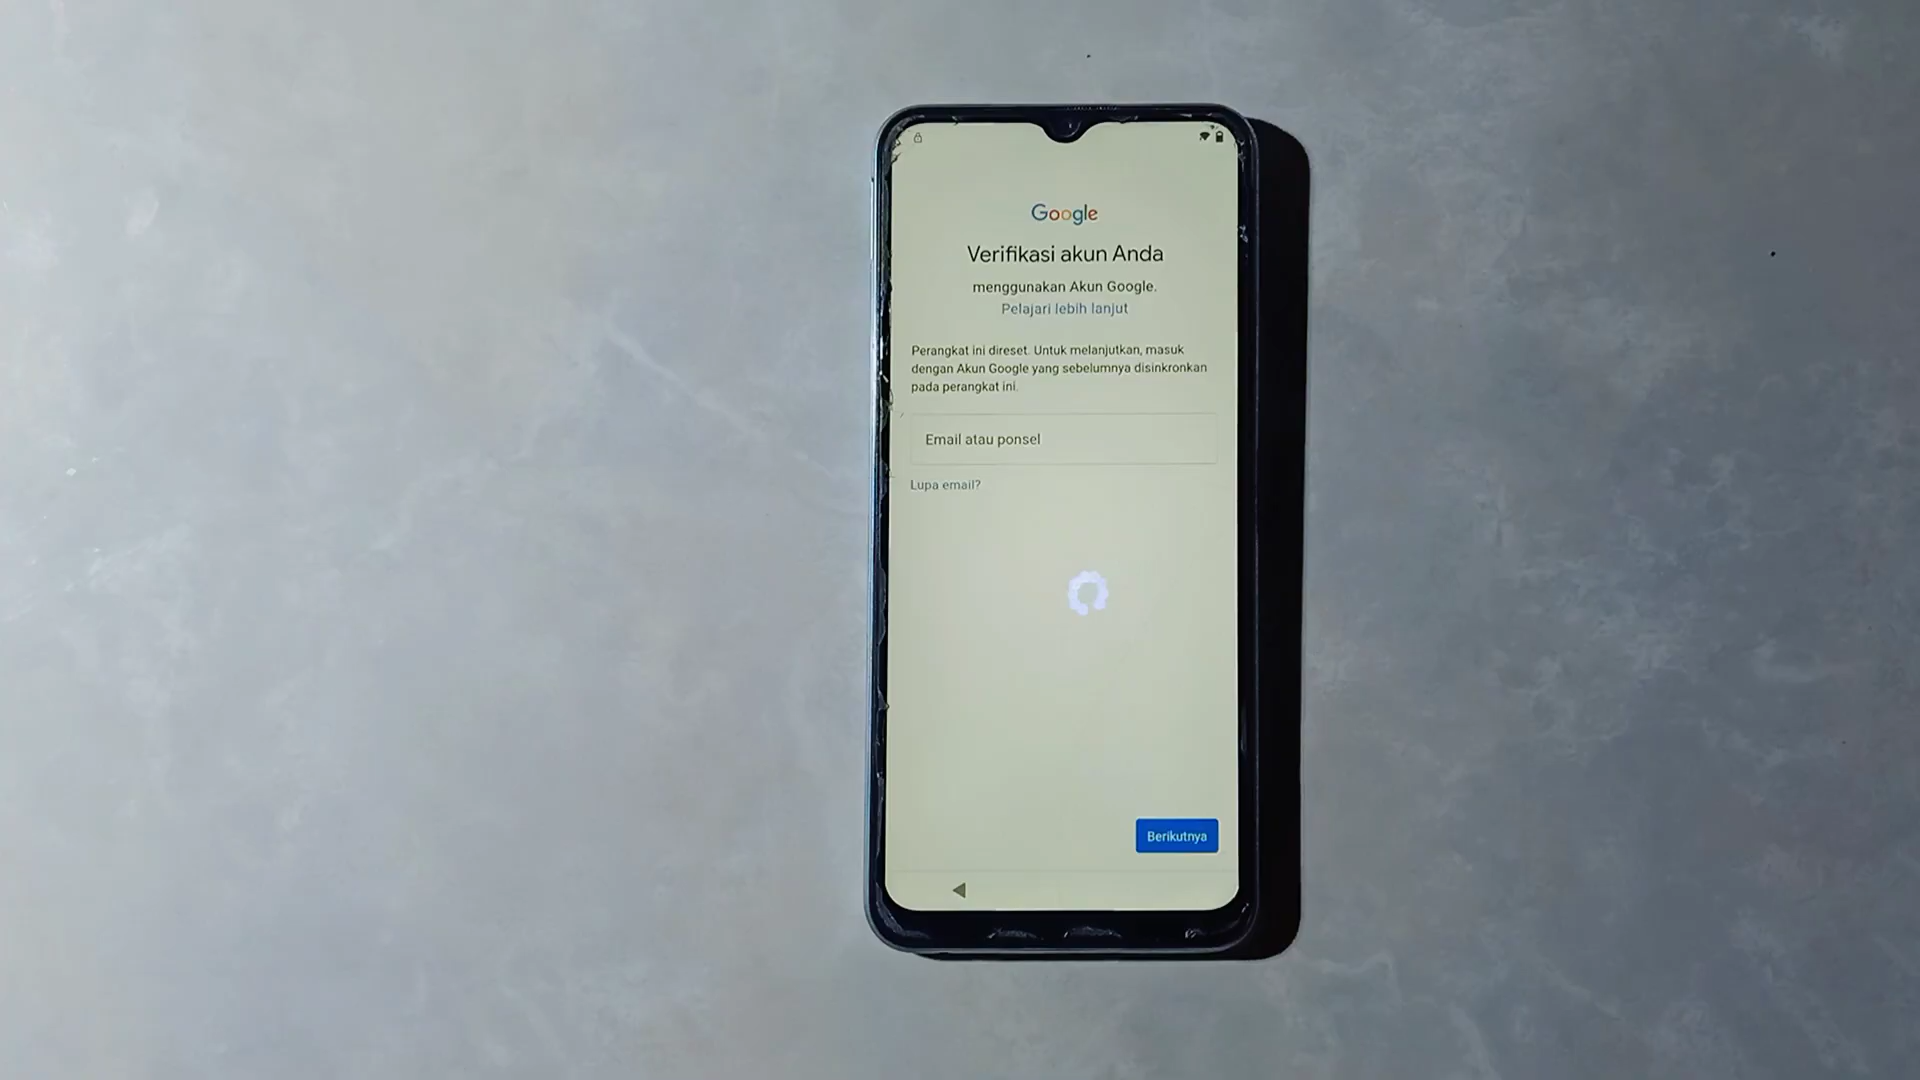 Google
Verifikasi akun Anda
menggunakan Akun Google.
Pelajari lebih lanjut
Perangkat ini direset. Untuk melanjutkan, masuk
dengan Akun Google yang sebelumnya disinkronkan
pada perangkat ini.
Email atau ponsel
Lupa email?
Berikutnya